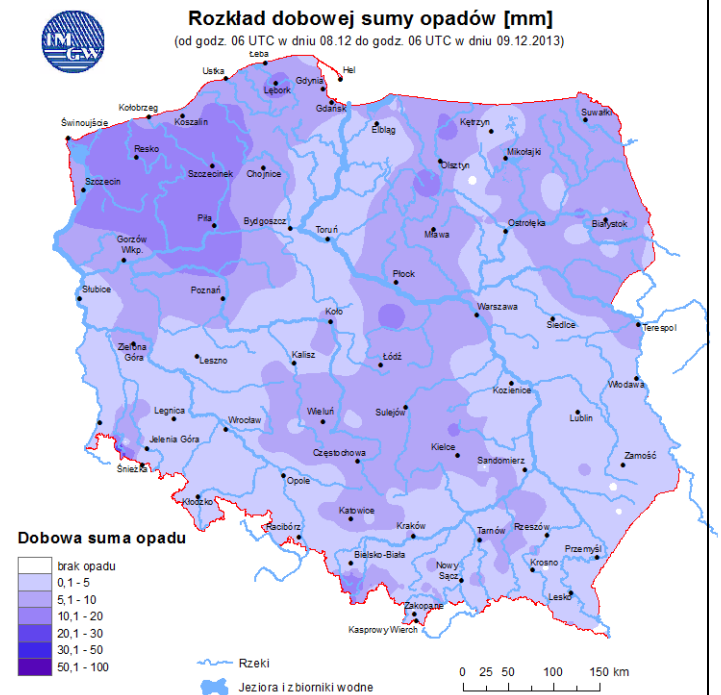 Rozkład dobowej sumy opadów [mm]
(od godz. 06 UTC w dniu 08.12 do godz. 06 UTC w dniu 09.12.2013)
IM
GW
Łeba
Hel
Ustka
Gdynia
Lębork
Gdańsk
Kołobrzeg
Koszalin
Świnoujście
Elbląg
Kętrzyn
Suwałki
Resko
Mikołajki
Szczecinek
Chojnice
Olsztyn
Szczecin
Piła
Bydgoszcz
Toruń
Mława
Ostrołęka
Białystok
Gorzów
Wlkp.
Płock
Słubice
Poznań
Koło
Warszawa
Siedlce
Terespol
Zielona
Góra
Leszno
Kalisz
Łódź
Kozienice
Włodawa
Legnica
Wrocław
Wieluń
Sulejów
Lublin
Jelenia Góra
Częstochowa
Kielce
Sandomierz
Zamość
Śnieżka
Opole
Kłodzko
Katowice
Racibórz
Kraków
Tarnów
Rzeszów
Przemyśl
Bielsko-Biała
Nowy
Sącz
Krosno
Lesko
Zakopane
Kasprowy Wierch
Dobowa suma opadu
brak opadu
0,1 - 5
5,1 - 10
10,1 - 20
20,1 - 30
30,1 - 50
50,1 - 100
Rzeki
Jeziora i zbiorniki wodne
0 25 50 100 150 km